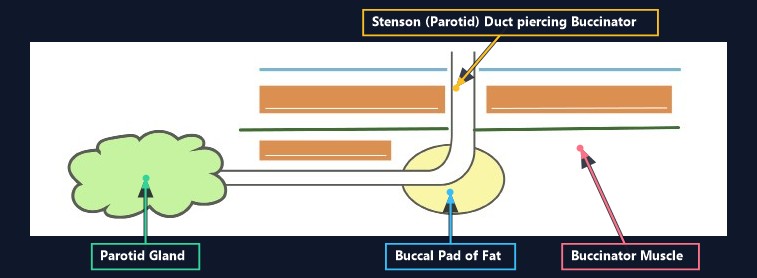 Stenson (Parotid) Duct piercing Buccinator
Parotid Gland
Buccal Pad of Fat
Buccinator Muscle